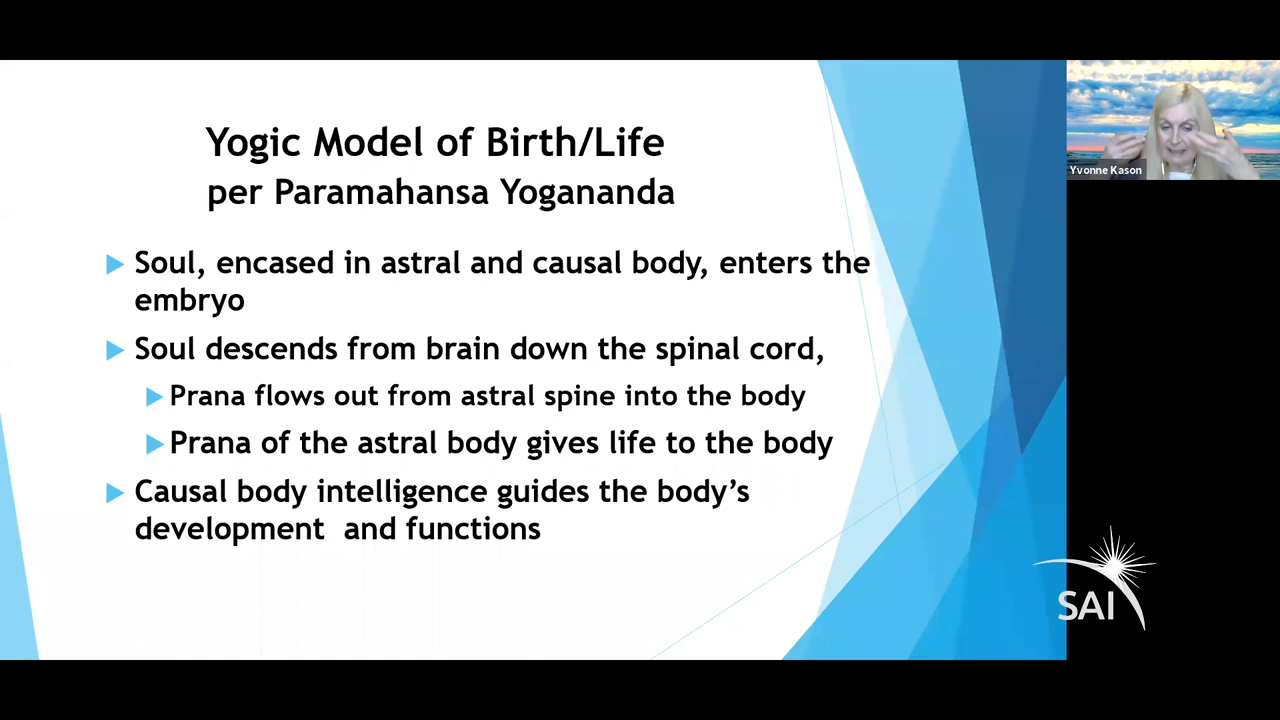 Yogic Model of Birth/Life
per Paramahansa Yogananda
Soul, encased in astral and causal body, enters the
embryo
Soul descends from brain down the spinal cord,
Prana flows out from astral spine into the body
Prana of the astral body gives life to the body
Causal body intelligence guides the body's
development  and functions
Yvonne Kason
SAI